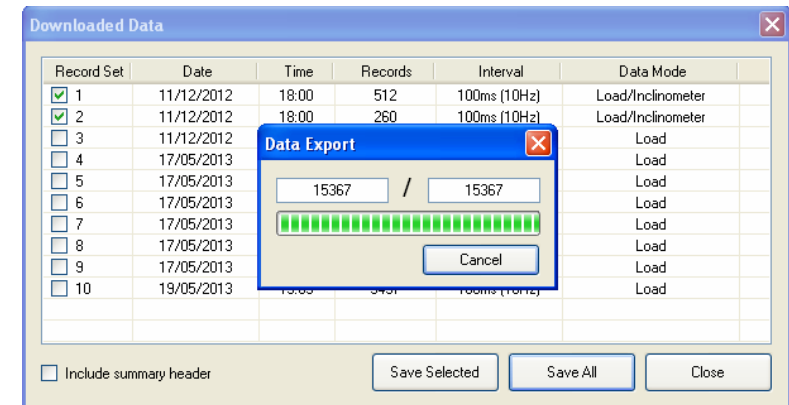 Downloaded Data
Record Set Date Time Records Interval Data Mode
1 11/12/2012 18:00 512 100ms (10Hz) Load/Inclinometer
2 11/12/2012 18:00 260 100ms (10Hz) Load/Inclinometer
3 11/12/2012 Load
Data Export
4 17/05/2013 Load
5 17/05/2013 Load
15367 / 15367
6 17/05/2013 Load
7 17/05/2013 Load
8 17/05/2013 Load
Cancel
9 17/05/2013 Load
10 19/05/2013 100ms (10Hz) Load
Include summary header Save Selected Save All Close